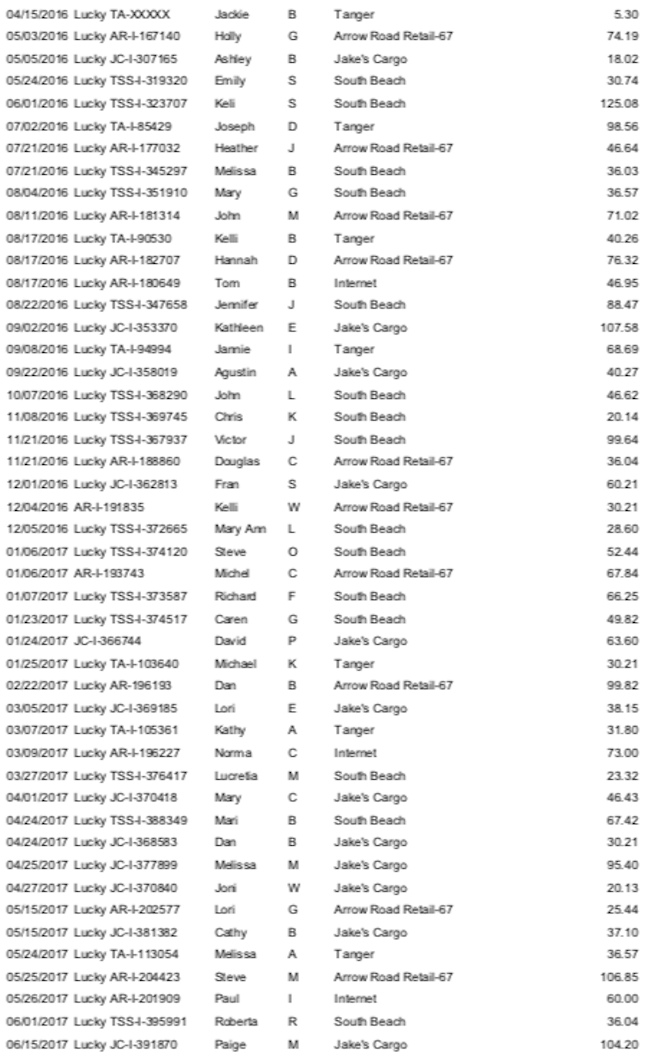 04/15/2016 Lucky TA-XXXXX Jackie B Tanger 5.30
05/03/2016 Lucky AR-I-167140 Holly G Arrow Road Retail-67 74.19
05/05/2016 Lucky JC-I-307165 Ashley B Jake's Cargo 18.02
05/24/2016 Lucky TSS-I-319320 Emily S South Beach 30.74
06/01/2016 Lucky TSS-I-323707 Keli S South Beach 125.08
07/02/2016 Lucky TA-I-85429 Joseph D Tanger 98.56
07/21/2016 Lucky AR-I-177032 Heather J Arrow Road Retail-67 46.64
07/21/2016 Lucky TSS-I-345297 Melissa B South Beach 36.03
08/04/2016 Lucky TSS-I-351910 Mary G South Beach 36.57
08/11/2016 Lucky AR-I-181314 John M Arrow Road Retail-67 71.02
08/17/2016 Lucky TA-I-90530 Kelli B Tanger 40.26
08/17/2016 Lucky AR-I-182707 Hannah D Arrow Road Retail-67 76.32
08/17/2016 Lucky AR-I-180649 Tom B Internet 46.95
08/22/2016 Lucky TSS-I-347658 Jennifer J South Beach 88.47
09/02/2016 Lucky JC-I-353370 Kathleen E Jake's Cargo 107.58
09/08/2016 Lucky TA-I-94994 Jamie I Tanger 68.69
09/22/2016 Lucky JC-I-358019 Agustin A Jake's Cargo 40.27
10/07/2016 Lucky TSS-I-368290 John L South Beach 46.62
11/08/2016 Lucky TSS-I-369745 Chris K South Beach 20.14
11/21/2016 Lucky TSS-I-367937 Victor J South Beach 99.64
11/21/2016 Lucky AR-I-188860 Douglas C Arrow Road Retail-67 36.04
12/01/2016 Lucky JC-I-362813 Fran S Jake's Cargo 60.21
12/04/2016 AR-I-191835 Kelli W Arrow Road Retail-67 30.21
12/05/2016 Lucky TSS-I-372665 Mary Ann L South Beach 28.60
01/06/2017 Lucky TSS-I-374120 Steve O South Beach 52.44
01/06/2017 AR-I-193743 Michel C Arrow Road Retail-67 67.84
01/07/2017 Lucky TSS-I-373587 Richard F South Beach 66.25
01/23/2017 Lucky TSS-I-374517 Caren G South Beach 49.82
01/24/2017 JC-I-366744 David P Jake's Cargo 63.60
01/25/2017 Lucky TA-I-103640 Michael K Tanger 30.21
02/22/2017 Lucky AR-196193 Dan B Arrow Road Retail-67 99.82
03/05/2017 Lucky JC-I-369185 Lori E Jake's Cargo 38.15
03/07/2017 Lucky TA-I-105361 Kathy A Tanger 31.80
03/09/2017 Lucky AR-I-196227 Norma C Internet 73.00
03/27/2017 Lucky TSS-I-376417 Lucretia M South Beach 23.32
04/01/2017 Lucky JC-I-370418 Mary C Jake's Cargo 46.43
04/24/2017 Lucky TSS-I-388349 Mari B South Beach 67.42
04/24/2017 Lucky JC-I-368583 Dan B Jake's Cargo 30.21
04/25/2017 Lucky JC-I-377899 Melissa M Jake's Cargo 95.40
04/27/2017 Lucky JC-I-370840 Joni W Jake's Cargo 20.13
05/15/2017 Lucky AR-I-202577 Lori G Arrow Road Retail-67 25.44
05/15/2017 Lucky JC-I-381382 Cathy B Jake's Cargo 37.10
05/24/2017 Lucky TA-I-113054 Melissa A Tanger 36.57
05/25/2017 Lucky AR-I-204423 Steve M Arrow Road Retail-67 106.85
05/26/2017 Lucky AR-I-201909 Paul I Internet 60.00
06/01/2017 Lucky TSS-I-395991 Roberta R South Beach 36.04
06/15/2017 Lucky JC-I-391870 Paige M Jake's Cargo 104.20